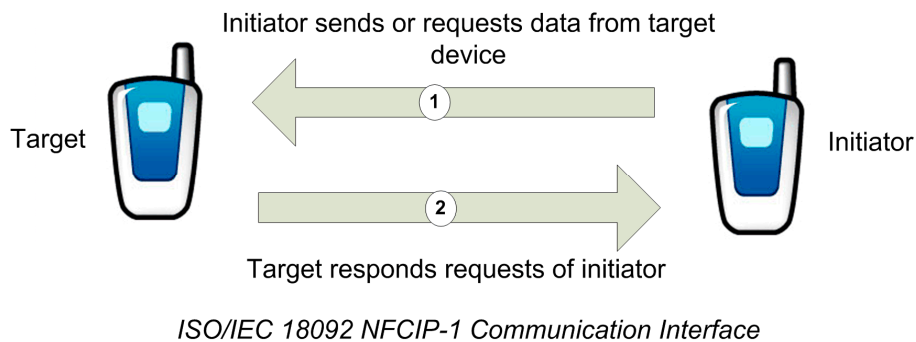 Initiator sends or requests data from target
device
1
Target
Initiator
2
Target responds requests of initiator
ISO/IEC 18092 NFCIP-1 Communication Interface